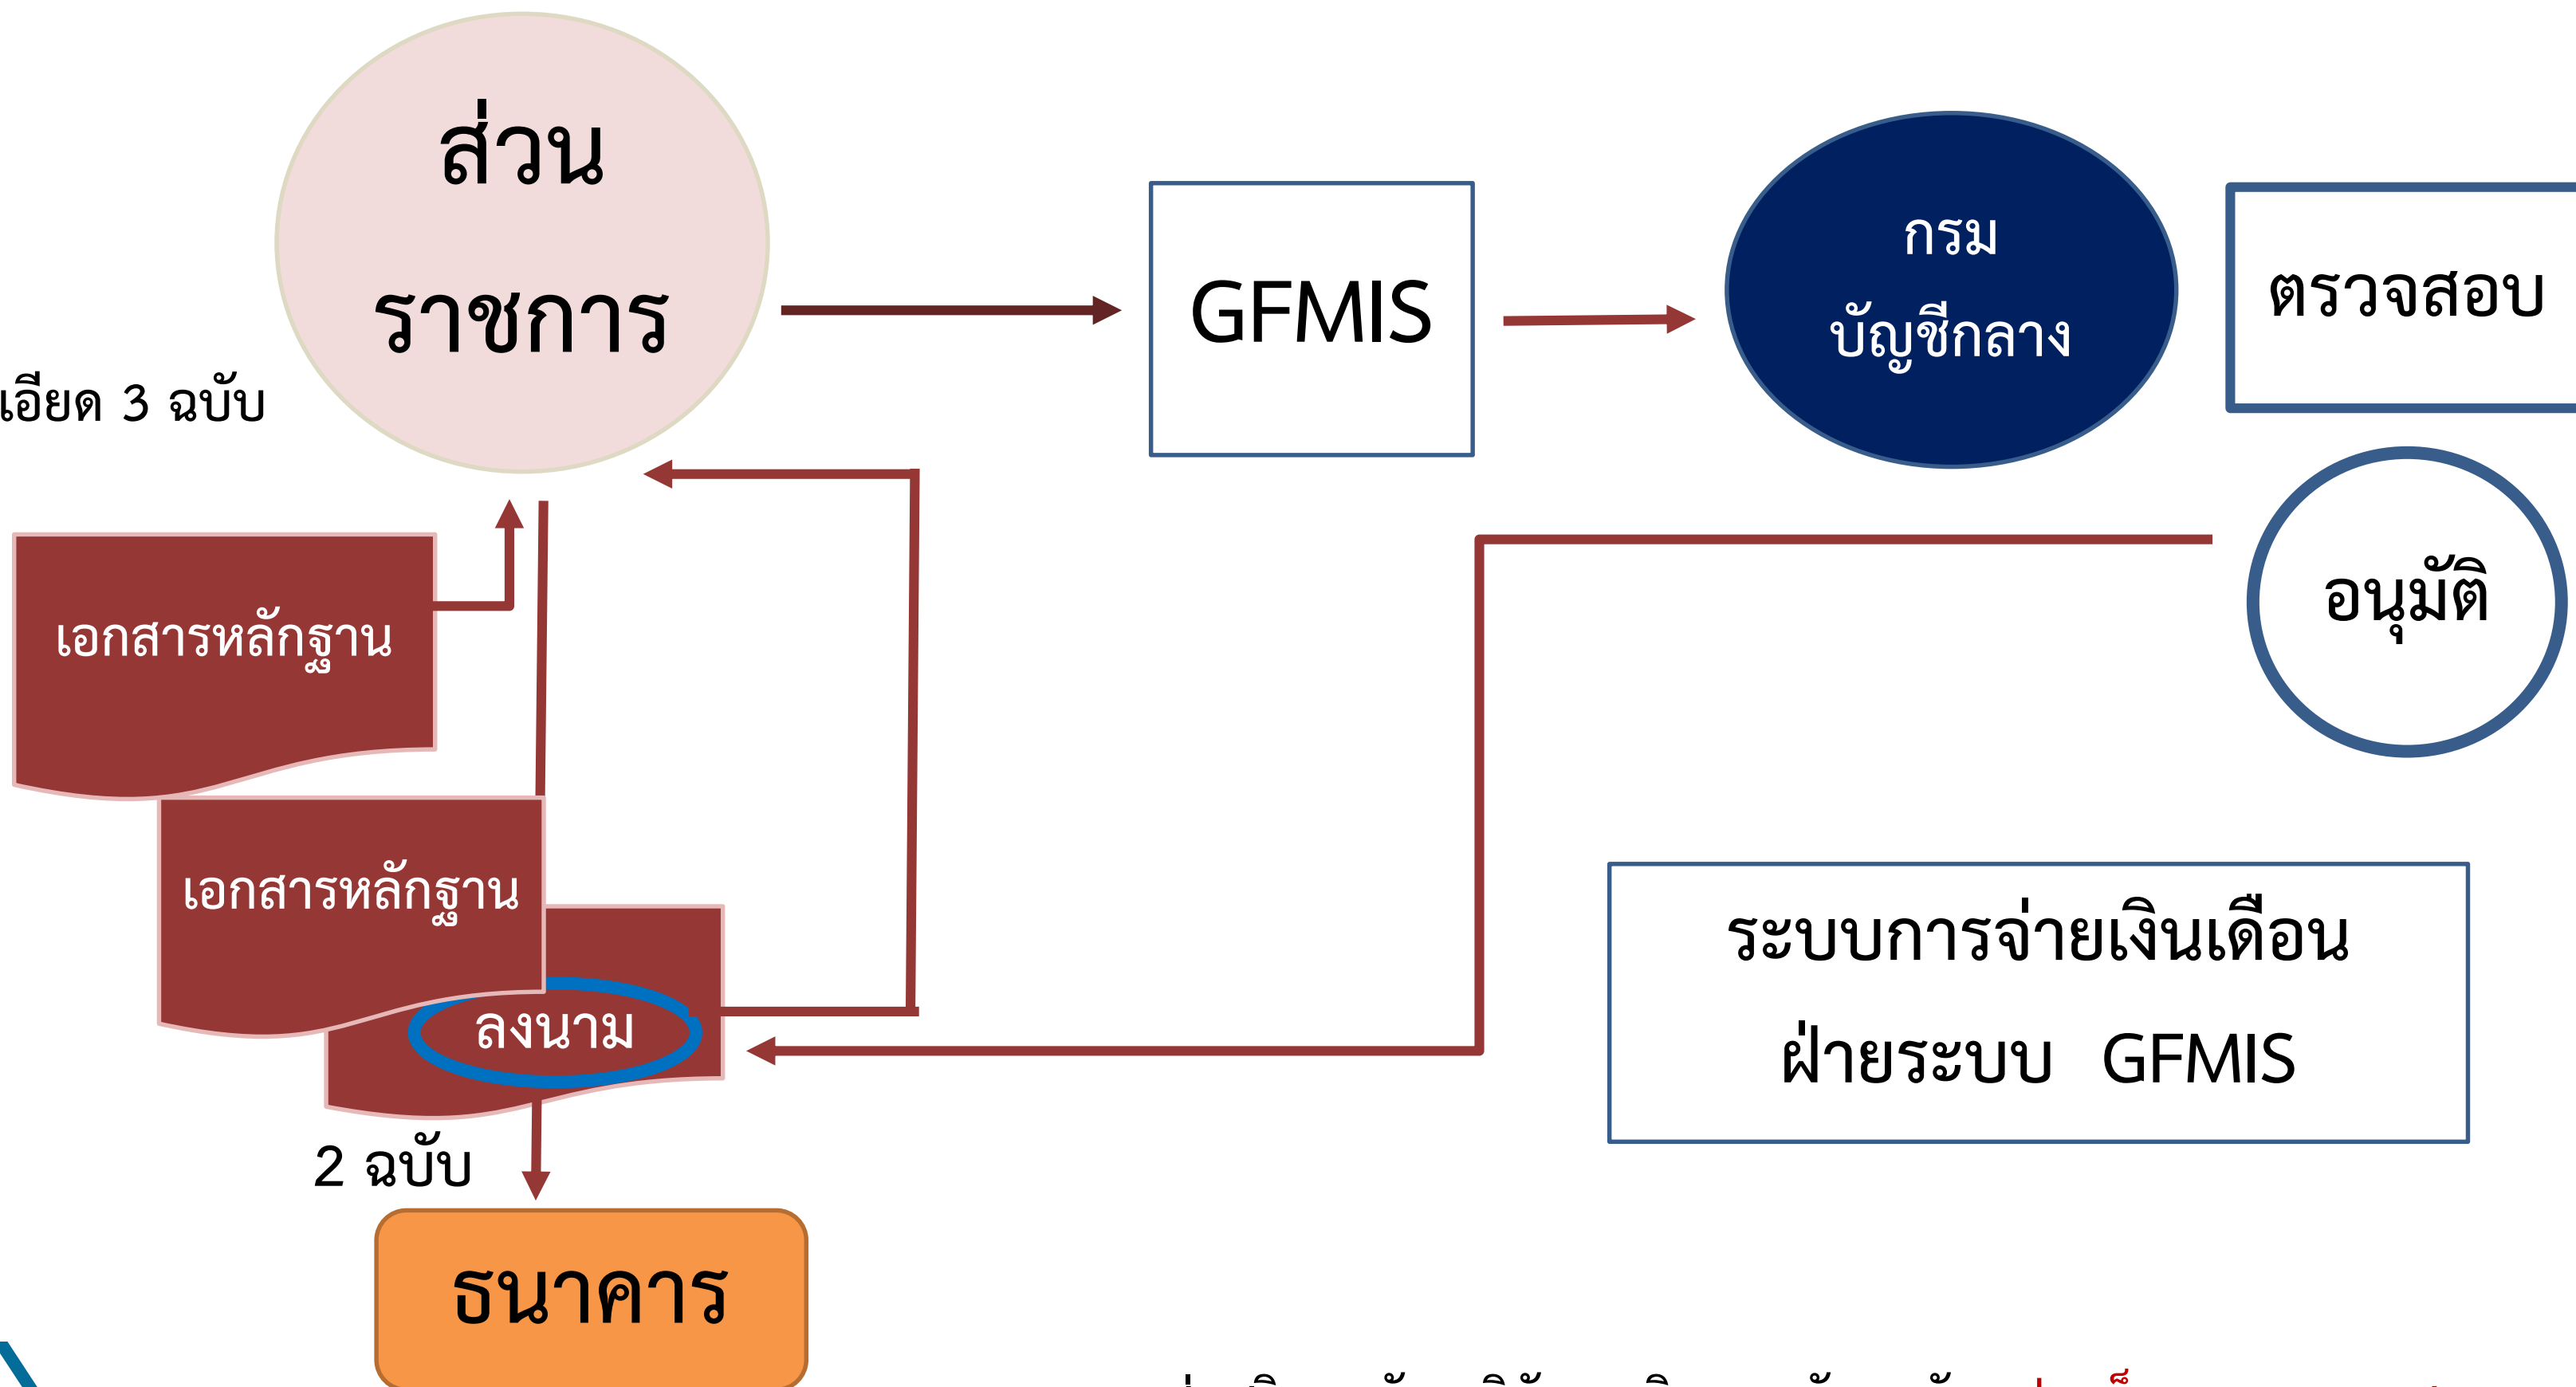 ส่วน
ราชการ
GFMIS
กรม
บัญชีกลาง
ตรวจสอบ
3 ฉบับ
อนุมัติ
เอกสารหลักฐาน
เอกสารหลักฐาน
ลงนาม
ระบบการจ่ายเงินเดือน
ฝ่ายระบบ GFMIS
2 ฉบับ
ธนาคาร